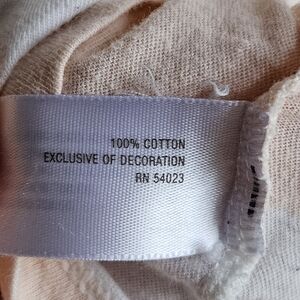 100% COTTON
EXCLUSIVE OF DECORATION
RN 54023